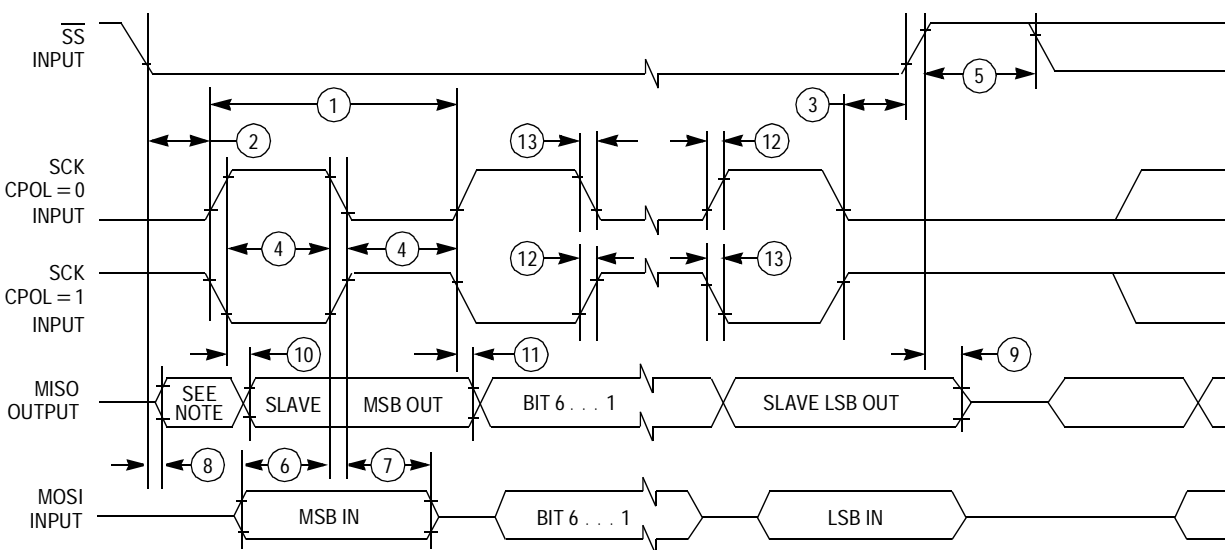 SS
INPUT
1
2
3
5
13
12
SCK
CPOL = 0
INPUT
4
4
12
13
SCK
CPOL = 1
INPUT
10
11
9
MISO
OUTPUT
SEE
NOTE
SLAVE
MSB OUT
BIT 6 . . . 1
SLAVE LSB OUT
8
6
7
MOSI
INPUT
MSB IN
BIT 6 . . . 1
LSB IN